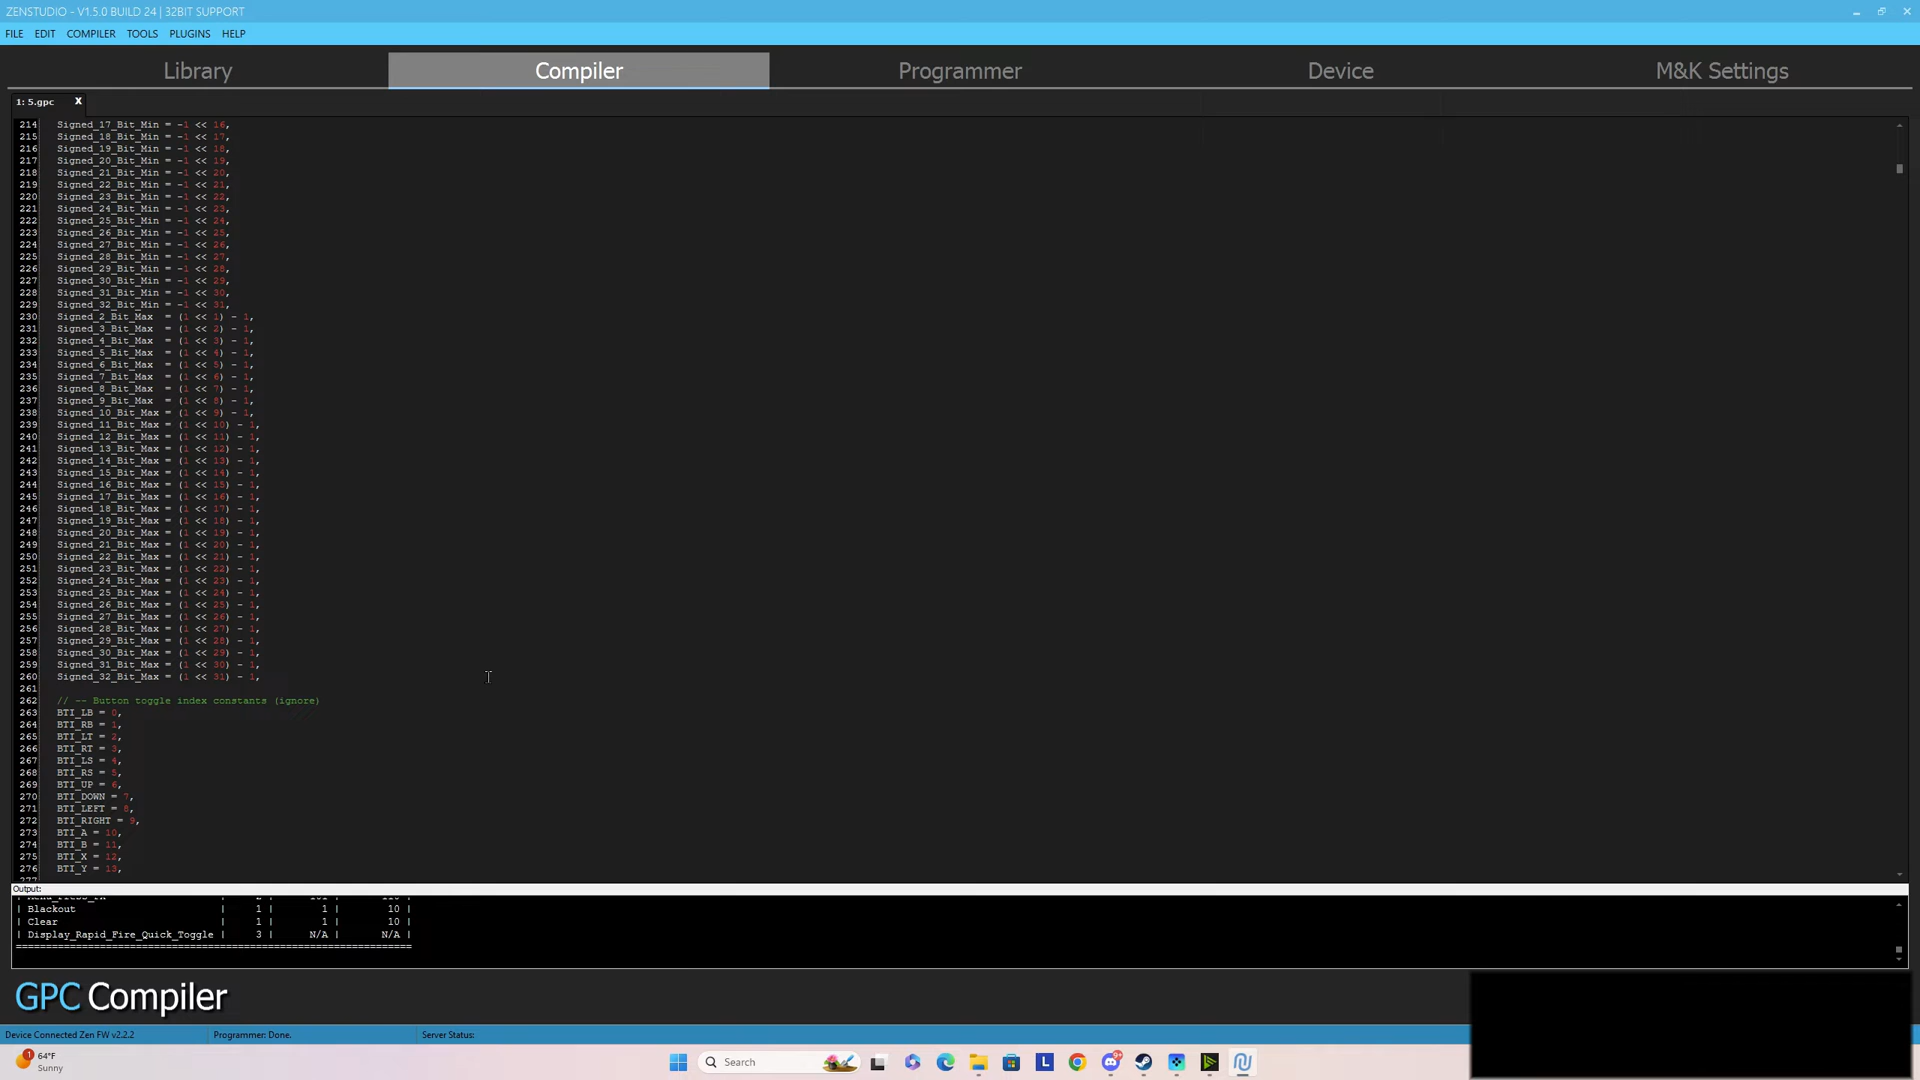 ZENSTUDIO - V1.5.0 BUILD 24 | 32BIT SUPPORT
FILE EDIT COMPILER TOOLS PLUGINS HELP
Library Compiler Programmer Device M&K Settings
1: 5.gpc X
214 Signed_17_Bit_Min = -1 << 16,
215 Signed_18_Bit_Min = -1 << 17,
216 Signed_19_Bit_Min = -1 << 18,
217 Signed_20_Bit_Min = -1 << 19,
218 Signed_21_Bit_Min = -1 << 20,
219 Signed_22_Bit_Min = -1 << 21,
220 Signed_23_Bit_Min = -1 << 22,
221 Signed_24_Bit_Min = -1 << 23,
222 Signed_25_Bit_Min = -1 << 24,
223 Signed_26_Bit_Min = -1 << 25,
224 Signed_27_Bit_Min = -1 << 26,
225 Signed_28_Bit_Min = -1 << 27,
226 Signed_29_Bit_Min = -1 << 28,
227 Signed_30_Bit_Min = -1 << 29,
228 Signed_31_Bit_Min = -1 << 30,
229 Signed_32_Bit_Min = -1 << 31,
230 Signed_2_Bit_Max = (1 << 1) - 1,
231 Signed_3_Bit_Max = (1 << 2) - 1,
232 Signed_4_Bit_Max = (1 << 3) - 1,
233 Signed_5_Bit_Max = (1 << 4) - 1,
234 Signed_6_Bit_Max = (1 << 5) - 1,
235 Signed_7_Bit_Max = (1 << 6) - 1,
236 Signed_8_Bit_Max = (1 << 7) - 1,
237 Signed_9_Bit_Max = (1 << 8) - 1,
238 Signed_10_Bit_Max = (1 << 9) - 1,
239 Signed_11_Bit_Max = (1 << 10) - 1,
240 Signed_12_Bit_Max = (1 << 11) - 1,
241 Signed_13_Bit_Max = (1 << 12) - 1,
242 Signed_14_Bit_Max = (1 << 13) - 1,
243 Signed_15_Bit_Max = (1 << 14) - 1,
244 Signed_16_Bit_Max = (1 << 15) - 1,
245 Signed_17_Bit_Max = (1 << 16) - 1,
246 Signed_18_Bit_Max = (1 << 17) - 1,
247 Signed_19_Bit_Max = (1 << 18) - 1,
248 Signed_20_Bit_Max = (1 << 19) - 1,
249 Signed_21_Bit_Max = (1 << 20) - 1,
250 Signed_22_Bit_Max = (1 << 21) - 1,
251 Signed_23_Bit_Max = (1 << 22) - 1,
252 Signed_24_Bit_Max = (1 << 23) - 1,
253 Signed_25_Bit_Max = (1 << 24) - 1,
254 Signed_26_Bit_Max = (1 << 25) - 1,
255 Signed_27_Bit_Max = (1 << 26) - 1,
256 Signed_28_Bit_Max = (1 << 27) - 1,
257 Signed_29_Bit_Max = (1 << 28) - 1,
258 Signed_30_Bit_Max = (1 << 29) - 1,
259 Signed_31_Bit_Max = (1 << 30) - 1,
260 Signed_32_Bit_Max = (1 << 31) - 1,
261
262 // -- Button toggle index constants (ignore)
263 BTI_LB = 0,
264 BTI_RB = 1,
265 BTI_LT = 2,
266 BTI_RT = 3,
267 BTI_LS = 4,
268 BTI_RS = 5,
269 BTI_UP = 6,
270 BTI_DOWN = 7,
271 BTI_LEFT = 8,
272 BTI_RIGHT = 9,
273 BTI_A = 10,
274 BTI_B = 11,
275 BTI_X = 12,
276 BTI_Y = 13,
Output:
| Blackout | 1 | 1 | 10 |
| Clear | 1 | 1 | 10 |
| Display_Rapid_Fire_Quick_Toggle | 3 | N/A | N/A |
GPC Compiler
Device Connected Zen FW v2.2.2 Programmer: Done. Server Status:
1 64°F
Sunny
Search
L
9+